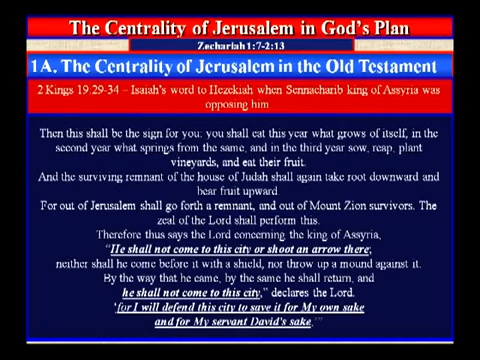 The Centrality of Jerusalem in God's Plan
Zechariah 1:7-2:13
1A. The Centrality of Jerusalem in the Old Testament
2 Kings 19:29-34 – Isaiah's word to Hezekiah when Sennacharib king of Assyria was
opposing him
Then this shall be the sign for you: you shall eat this year what grows of itself, in the
second year what springs from the same, and in the third year sow, reap, plant
vineyards, and eat their fruit.
And the surviving remnant of the house of Judah shall again take root downward and
bear fruit upward.
For out of Jerusalem shall go forth a remnant, and out of Mount Zion survivors. The
zeal of the Lord shall perform this.
Therefore thus says the Lord concerning the king of Assyria,
"He shall not come to this city or shoot an arrow there;
neither shall he come before it with a shield, nor throw up a mound against it.
By the way that he came, by the same he shall return, and
he shall not come to this city," declares the Lord.
'for I will defend this city to save it for My own sake
and for My servant David's sake.'"